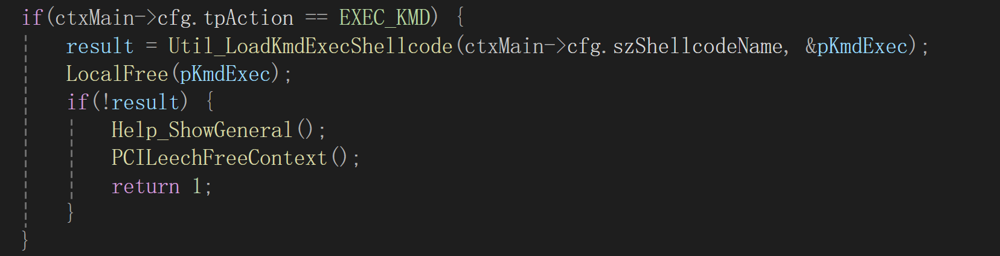 if(ctxMain->cfg.tpAction == EXEC_KMD) {
result = Util_LoadKmdExecShellcode(ctxMain->cfg.szShellcodeName, &pKmdExec);
LocalFree(pKmdExec);
if(!result) {
Help_ShowGeneral();
PCILeechFreeContext();
return 1;
}
}